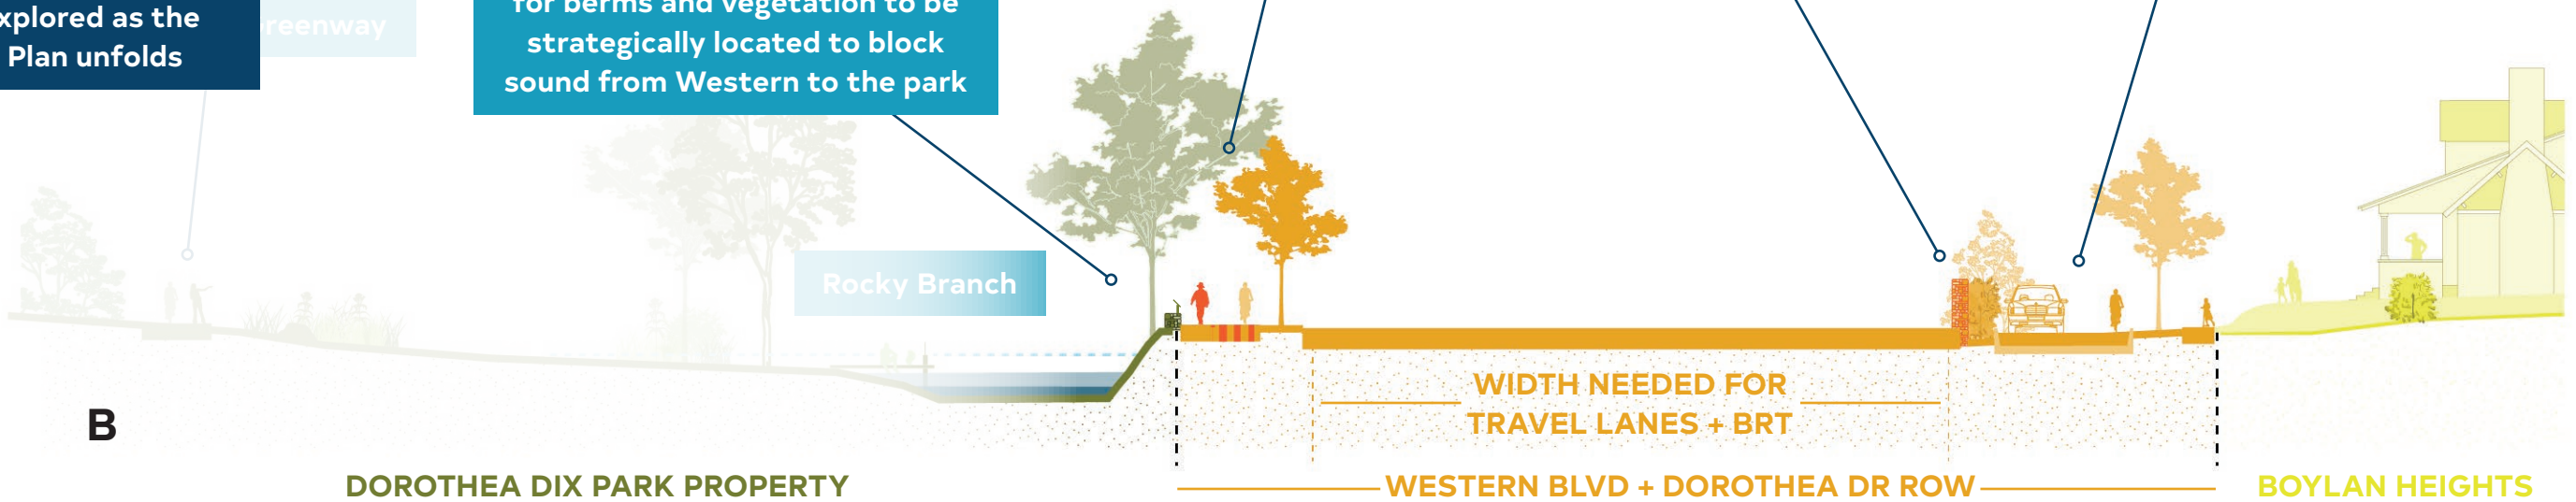 xplored as the
Plan unfolds
reenway
for berms and vegetation to be
strategically located to block
sound from Western to the park
Rocky Branch
WIDTH NEEDED FOR
TRAVEL LANES + BRT
B
DOROTHEA DIX PARK PROPERTY
WESTERN BLVD + DOROTHEA DR ROW
BOYLAN HEIGHTS